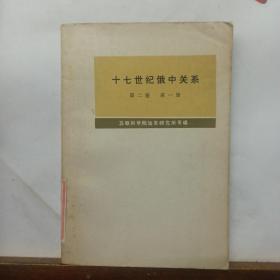 十七世纪俄中关系
第二卷 第一册
苏联科学院远东研究所等编